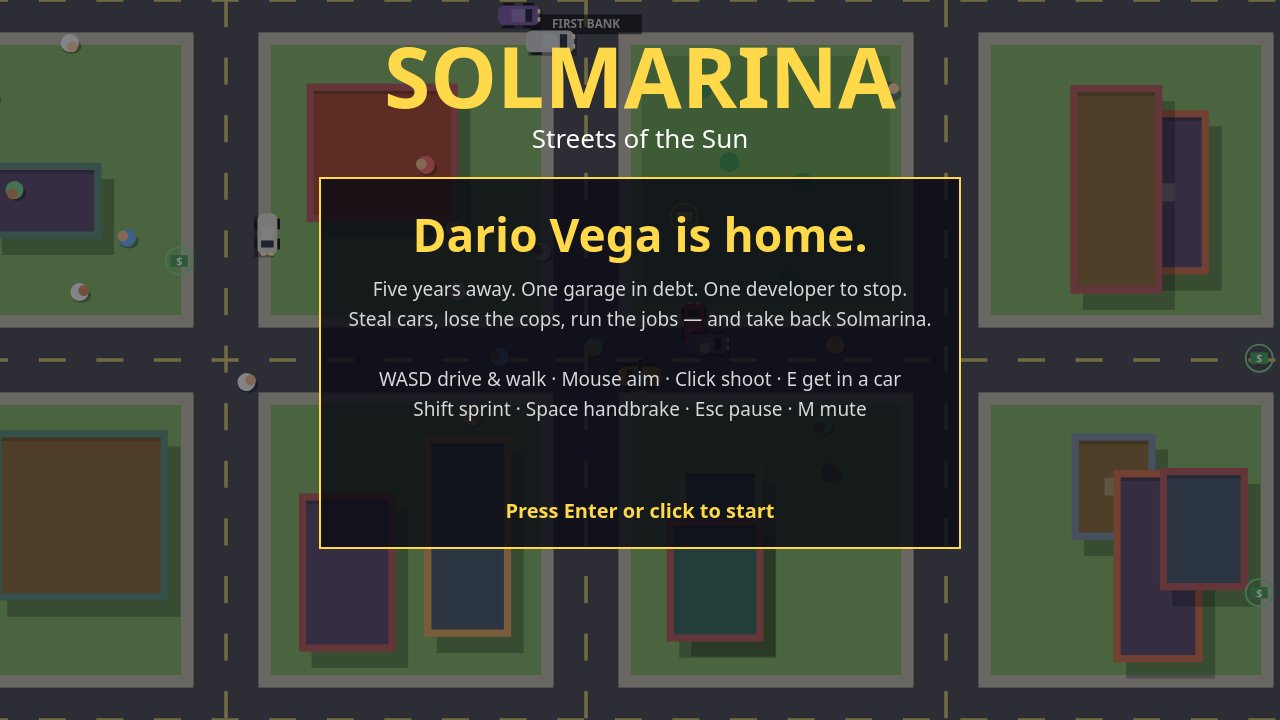 FIRST BANK
SOLMARINA
Streets of the Sun
Dario Vega is home.
Five years away. One garage in debt. One developer to stop.
Steal cars, lose the cops, run the jobs — and take back Solmarina.
WASD drive & walk · Mouse aim · Click shoot · E get in a car
Shift sprint · Space handbrake · Esc pause · M mute
Press Enter or click to start
$
$
$